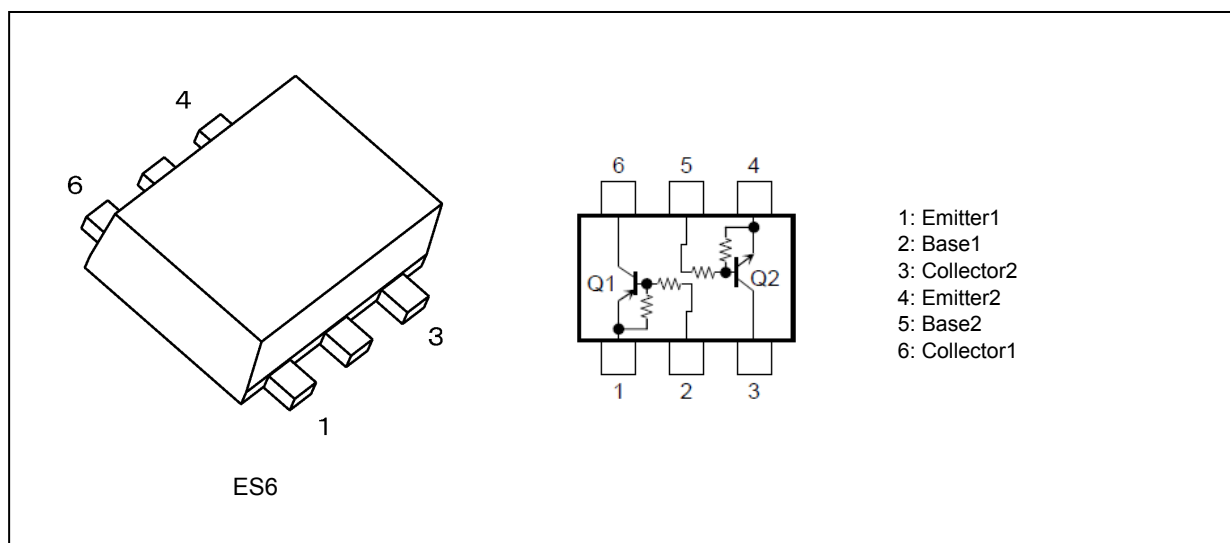 4
6
3
1
ES6
6 5 4
Q1 Q2
1 2 3
1: Emitter1
2: Base1
3: Collector2
4: Emitter2
5: Base2
6: Collector1